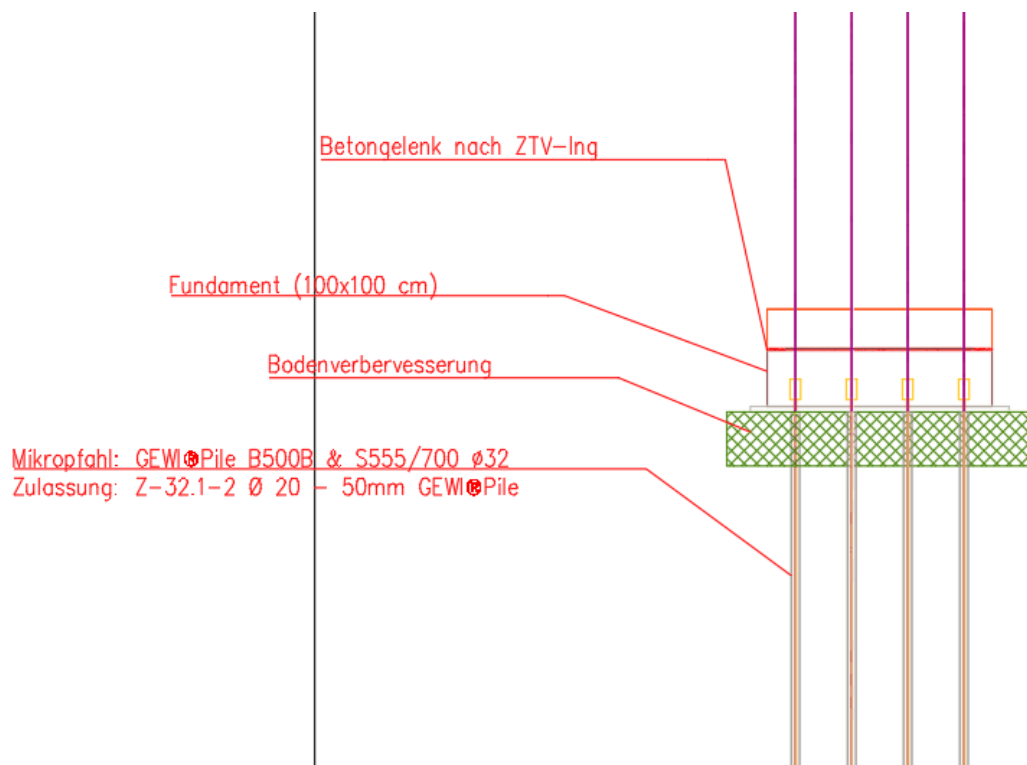 Betongelenk nach ZTV-Ing
Fundament (100x100 cm)
Bodenverbervesserung
Mikropfahl: GEWI®Pile B500B & S555/700 ø32
Zulassung: Z-32.1-2 Ø 20 - 50mm GEWI®Pile